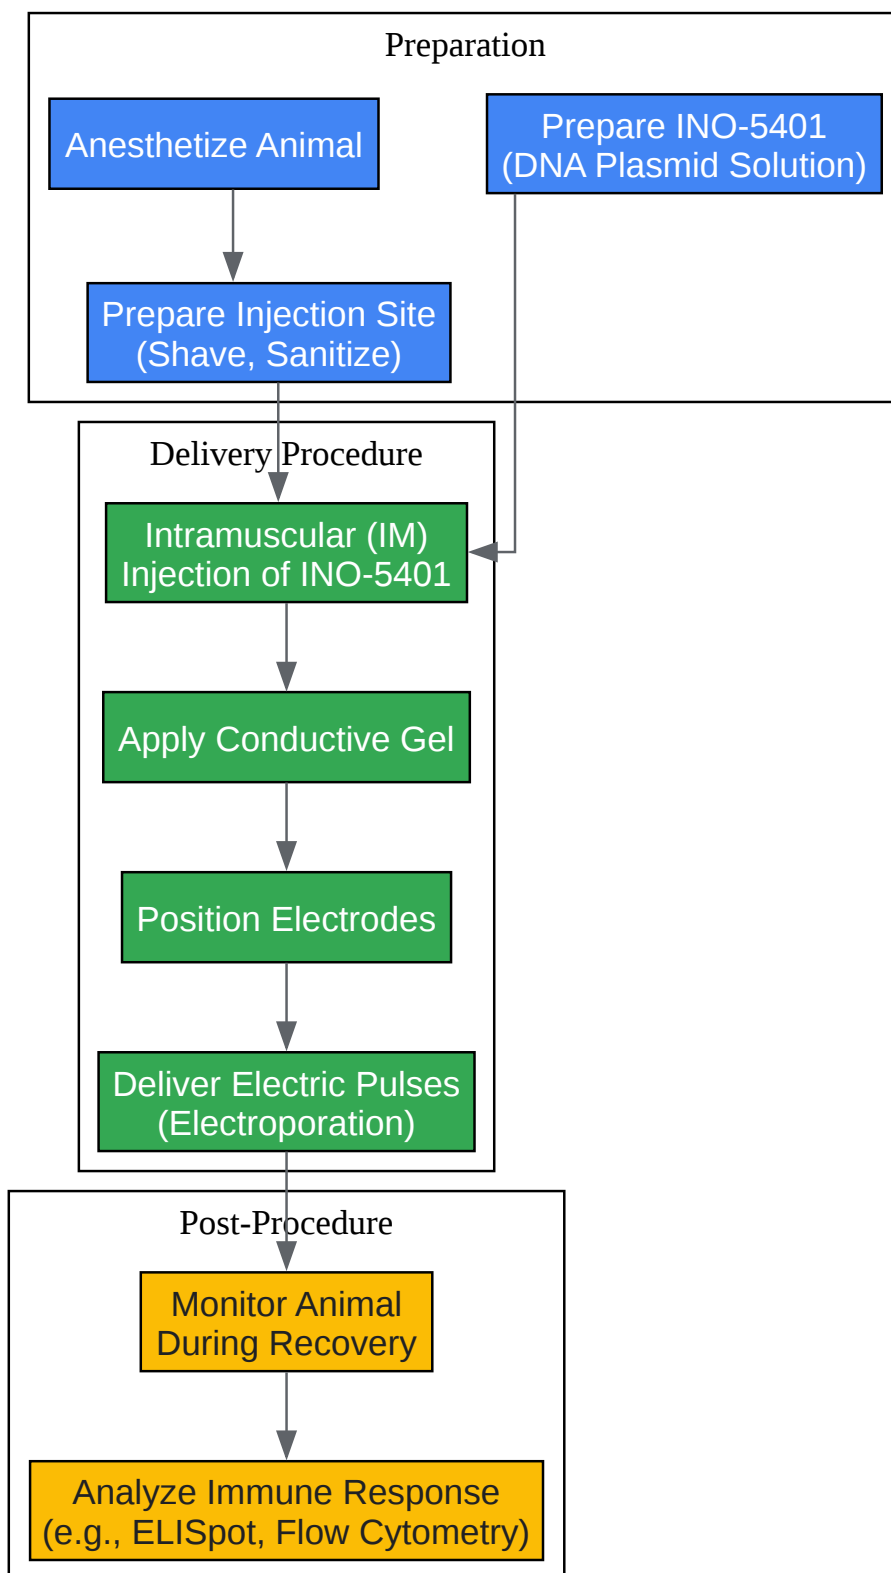 Preparation
Anesthetize Animal
Prepare INO-5401
(DNA Plasmid Solution)
Prepare Injection Site
(Shave, Sanitize)
Delivery Procedure
Intramuscular (IM)
Injection of INO-5401
Apply Conductive Gel
Position Electrodes
Deliver Electric Pulses
(Electroporation)
Post-Procedure
Monitor Animal
During Recovery
Analyze Immune Response
(e.g., ELISpot, Flow Cytometry)